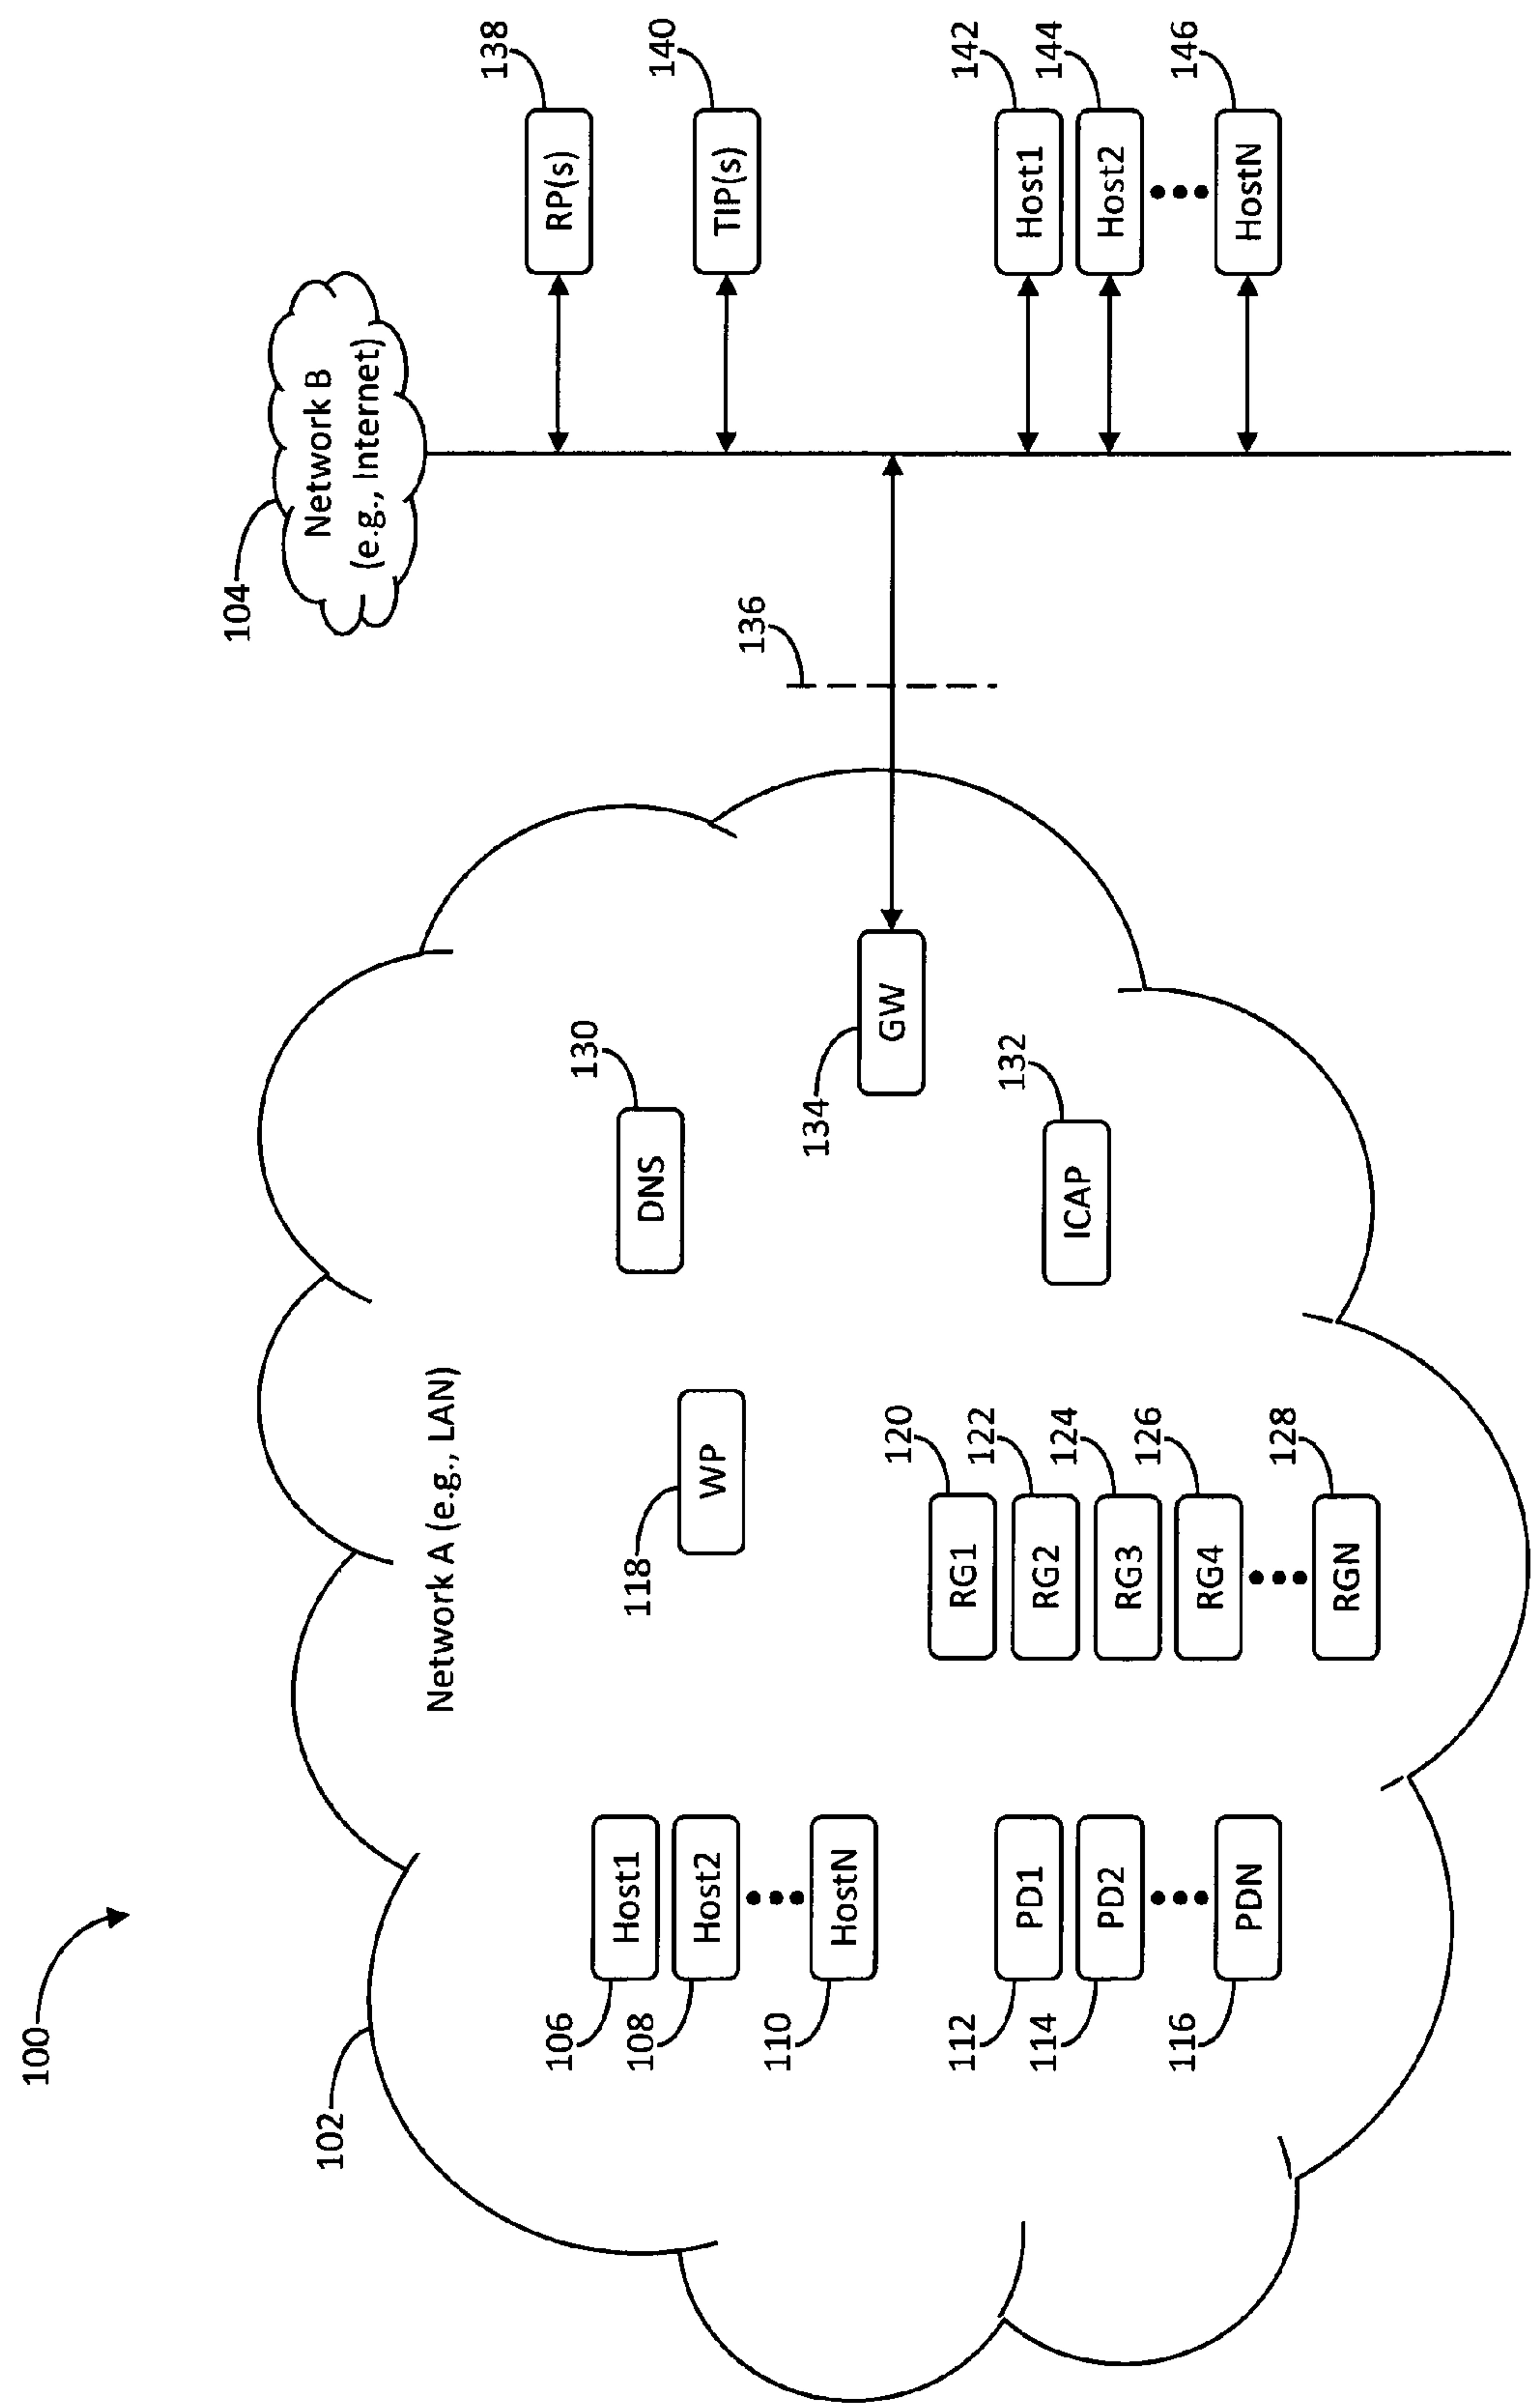 100
102
Network A (e.g., LAN)
104
Network B
(e.g., Internet)
106
Host1
108
Host2
110
HostN
112
PD1
114
PD2
116
PDN
118
WP
120
RG1
122
RG2
124
RG3
126
RG4
128
RGN
130
DNS
132
ICAP
134
GW
136
138
RP(s)
140
TIP(s)
142
Host1
144
Host2
146
HostN